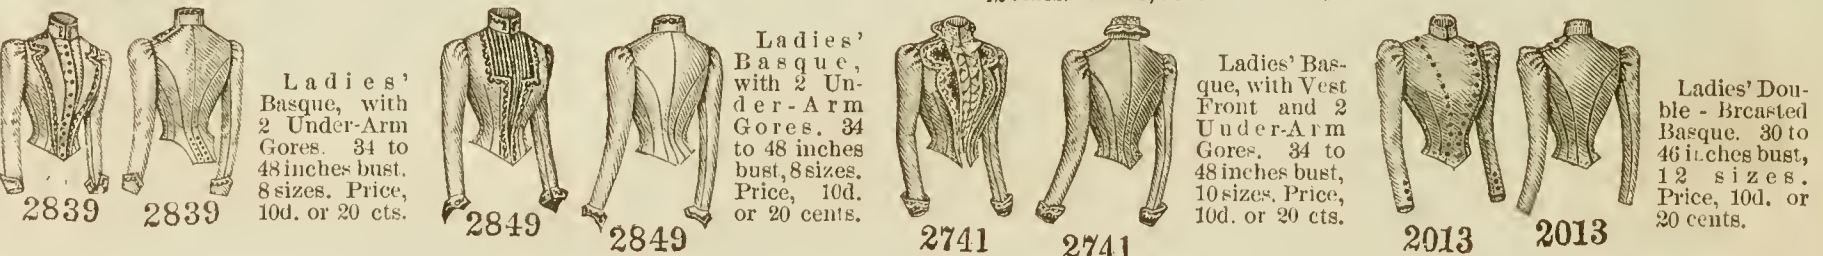 Ladies'
Basque, with
2 Under-Arm
Gores. 34 to
48 inches bust.
8 sizes. Price,
10d. or 20 cts.
2839
2839
Ladies'
Basque,
with 2 Un-
der-Arm
Gores. 34
to 48 inches
bust, 8 sizes.
Price, 10d.
or 20 cents.
2849
2849
Ladies' Bas-
que, with Vest
Front and 2
Under-Arm
Gores. 34 to
48 inches bust,
10 sizes. Price,
10d. or 20 cts.
2741
2741
Ladies' Dou-
ble - Breasted
Basque. 30 to
46 inches bust,
12 sizes.
Price, 10d. or
20 cents.
2013
2013